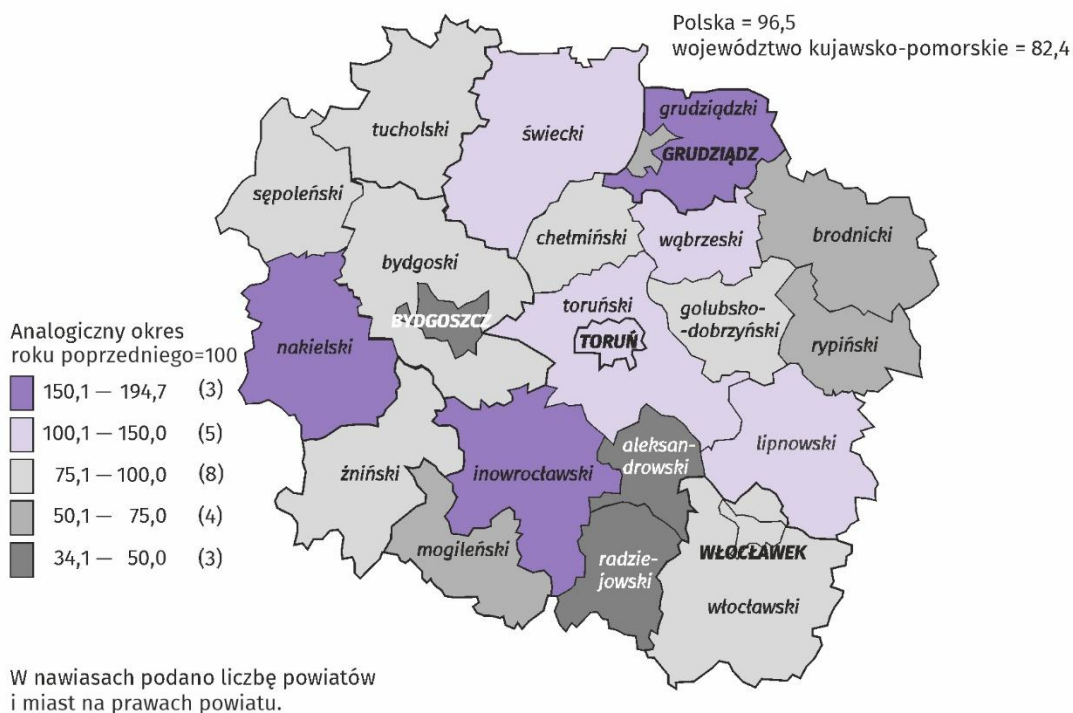 Polska = 96,5
województwo kujawsko-pomorskie = 82,4
grudziądzki
tucholski
świecki
GRUDZIĄDZ
sępoleński
chełmiński
wąbrzeski
brodnicki
bydgoski
toruński
golubsko-
-dobrzyński
BYDGOSZCZ
TORUŃ
nakielski
rypiński
Analogiczny okres
roku poprzedniego=100
150,1 — 194,7 (3)
100,1 — 150,0 (5)
75,1 — 100,0 (8)
50,1 — 75,0 (4)
34,1 — 50,0 (3)
aleksan-
drowski
lipnowski
żniński
inowrocławski
mogileński
radzie-
jowski
WŁOCŁAWEK
włocławski
W nawiasach podano liczbę powiatów
i miast na prawach powiatu.